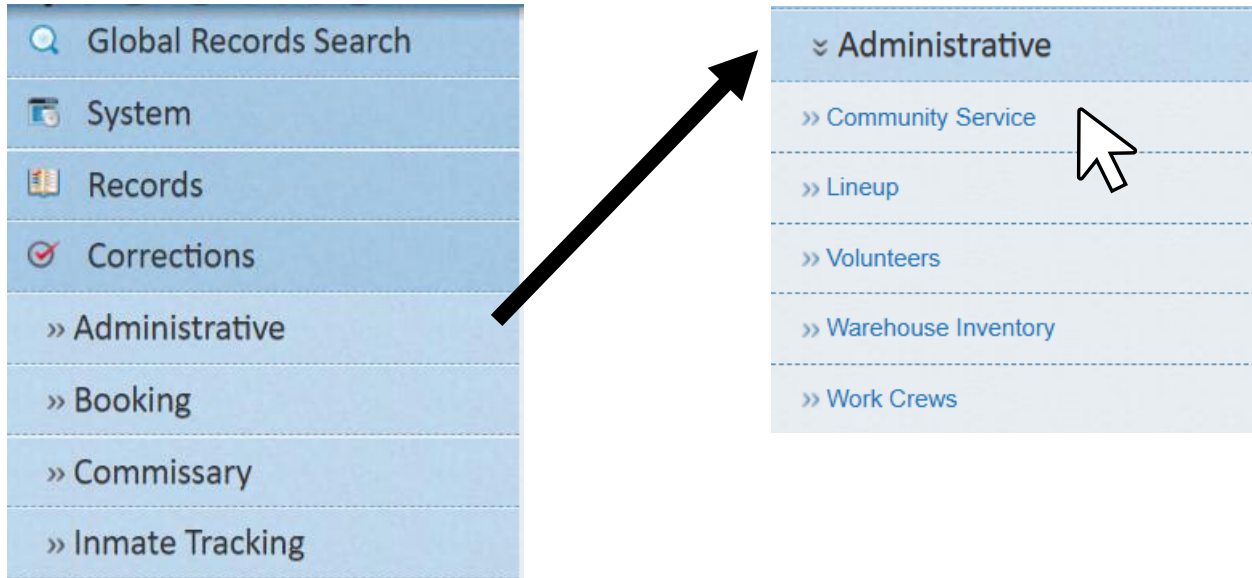 Global Records Search
System
Records
Corrections
» Administrative
» Booking
» Commissary
» Inmate Tracking
Administrative
» Community Service
» Lineup
» Volunteers
» Warehouse Inventory
» Work Crews